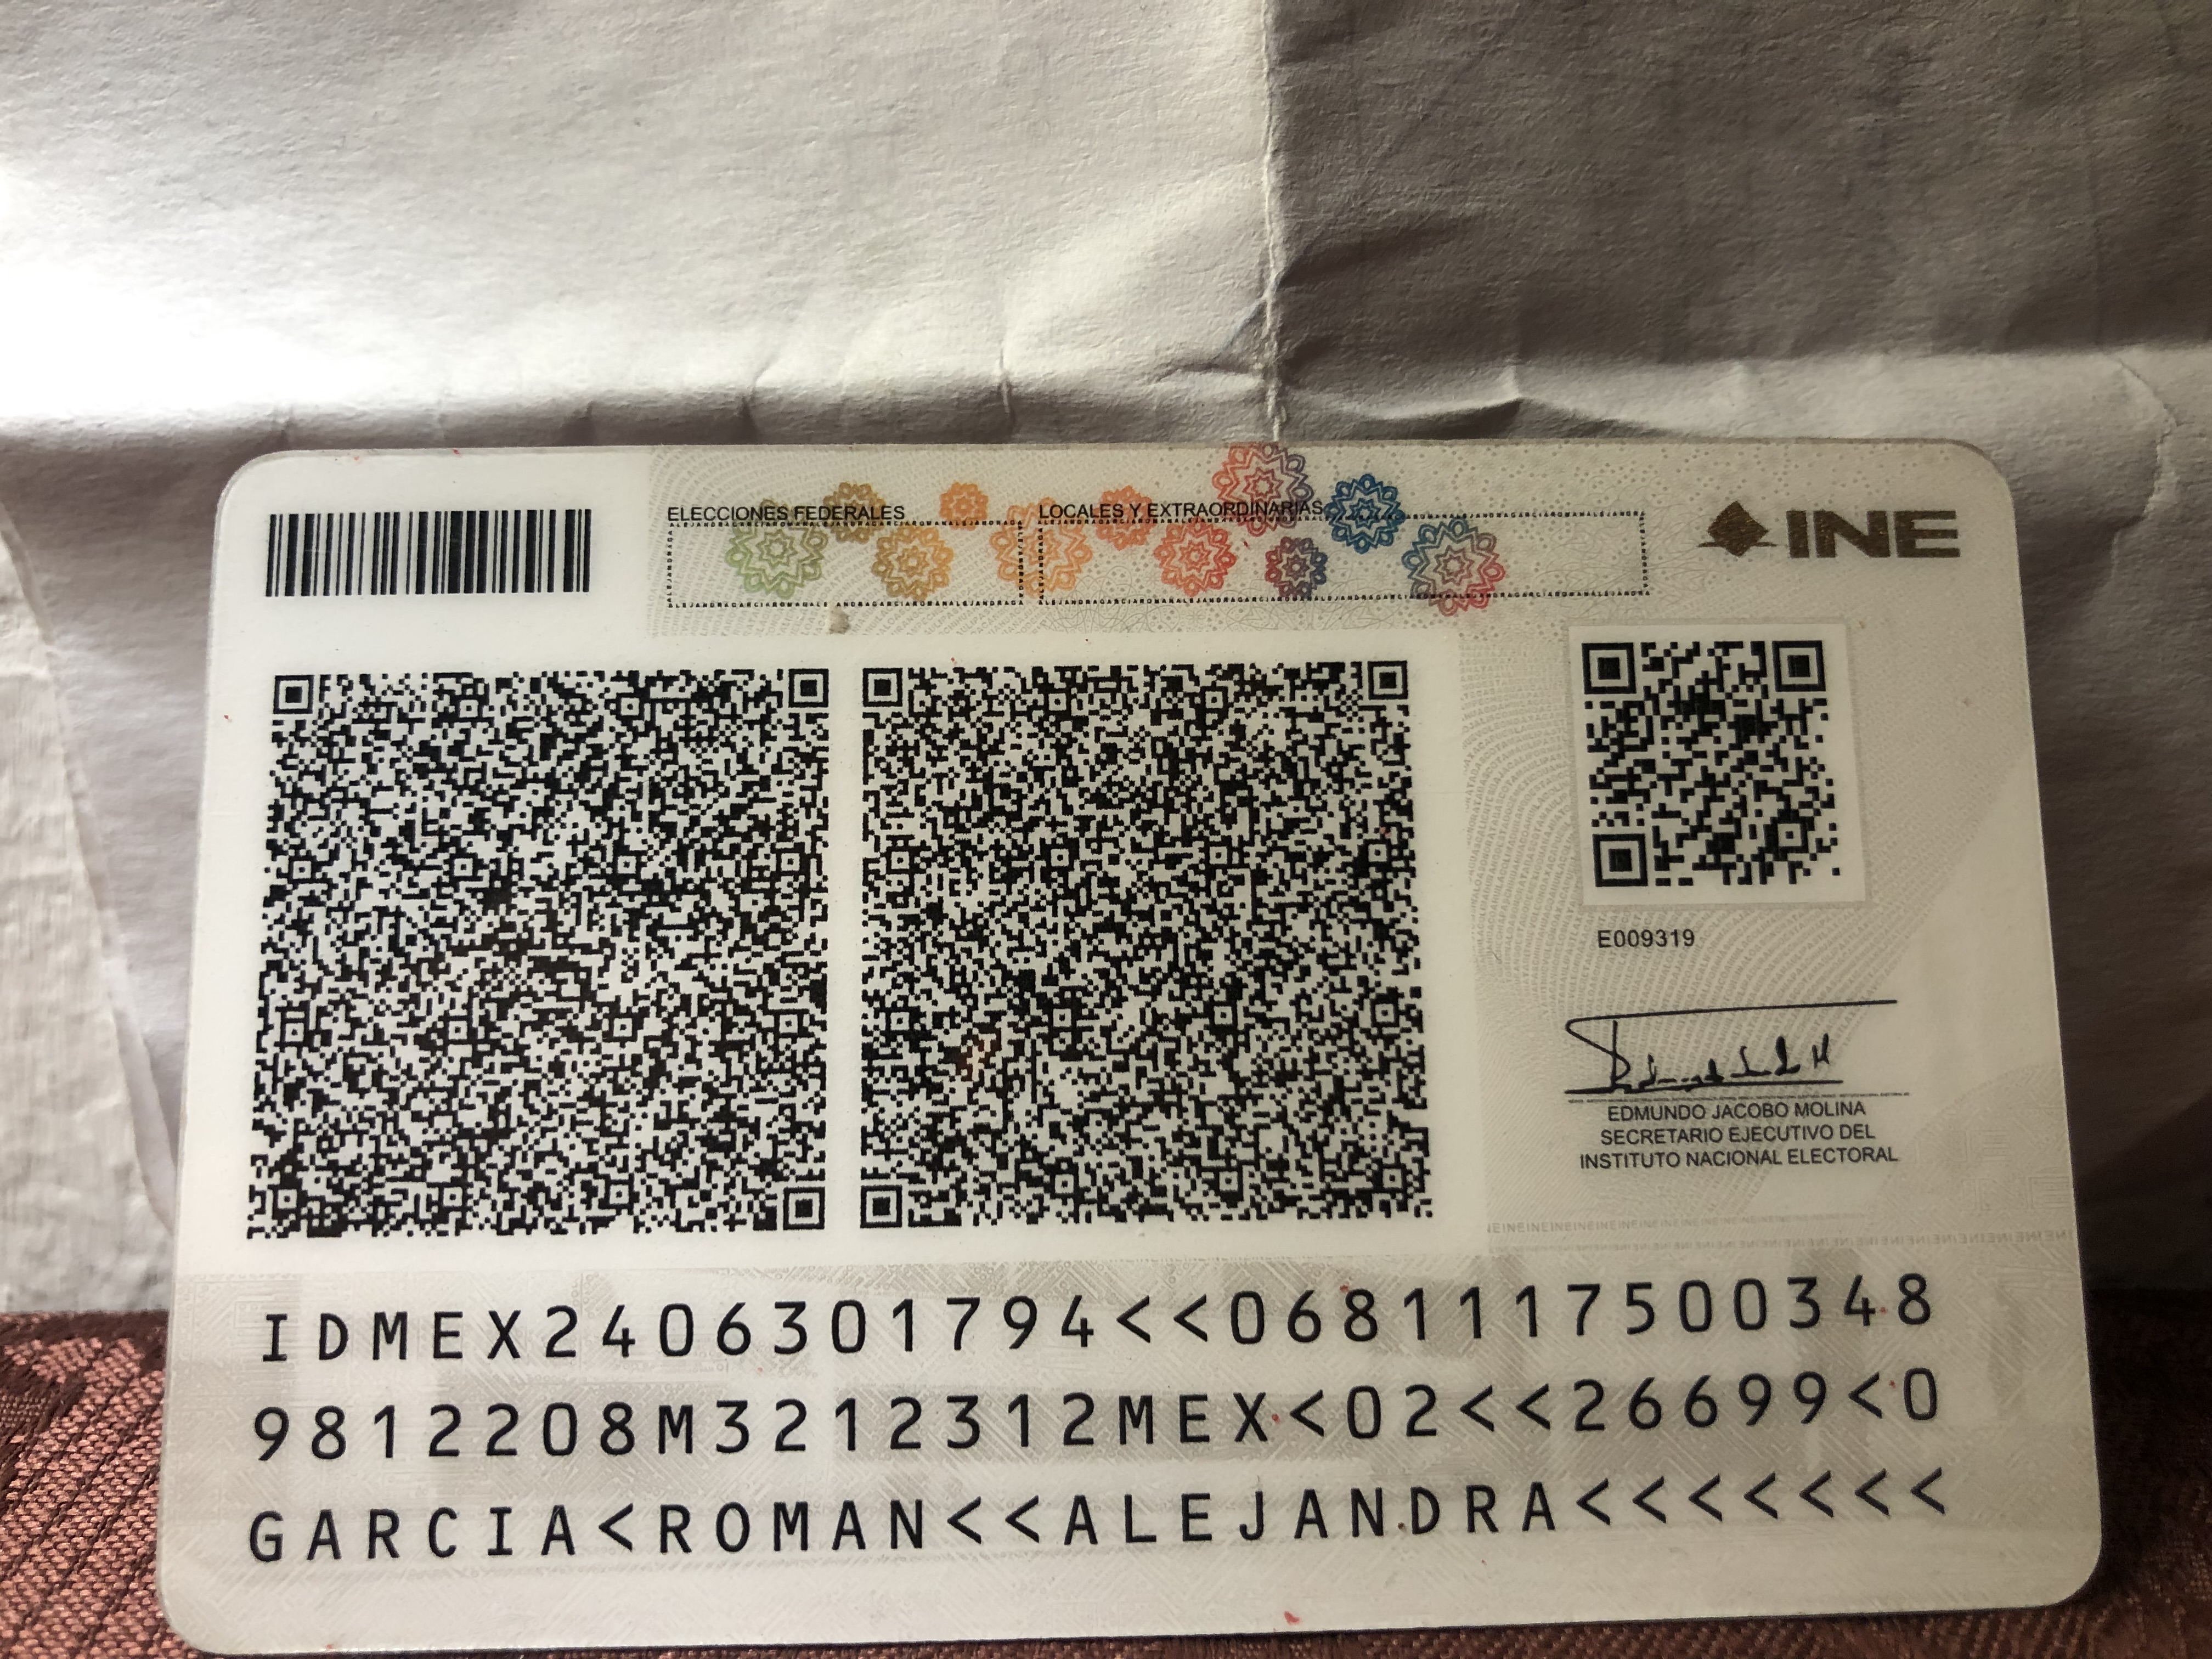 ELECCIONES FEDERALES LOCALES Y EXTRAORDINARIAS
INE
E009319
EDMUNDO JACOBO MOLINA
SECRETARIO EJECUTIVO DEL
INSTITUTO NACIONAL ELECTORAL
IDMEX2406301794<<0681117500348
9812208M3212312MEX<02<<26699<0
GARCIA<ROMAN<<ALEJANDRA<<<<<<<